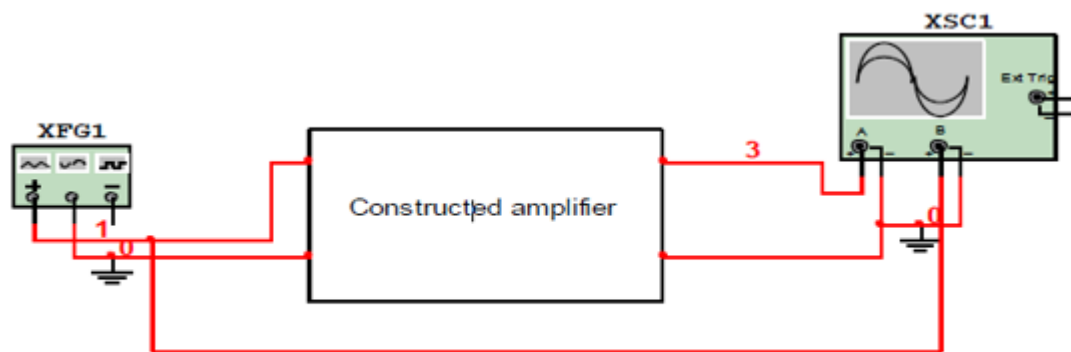 XSC1
Ext Trig
A
B
XFG1
3
Constructed amplifier
1
0
0